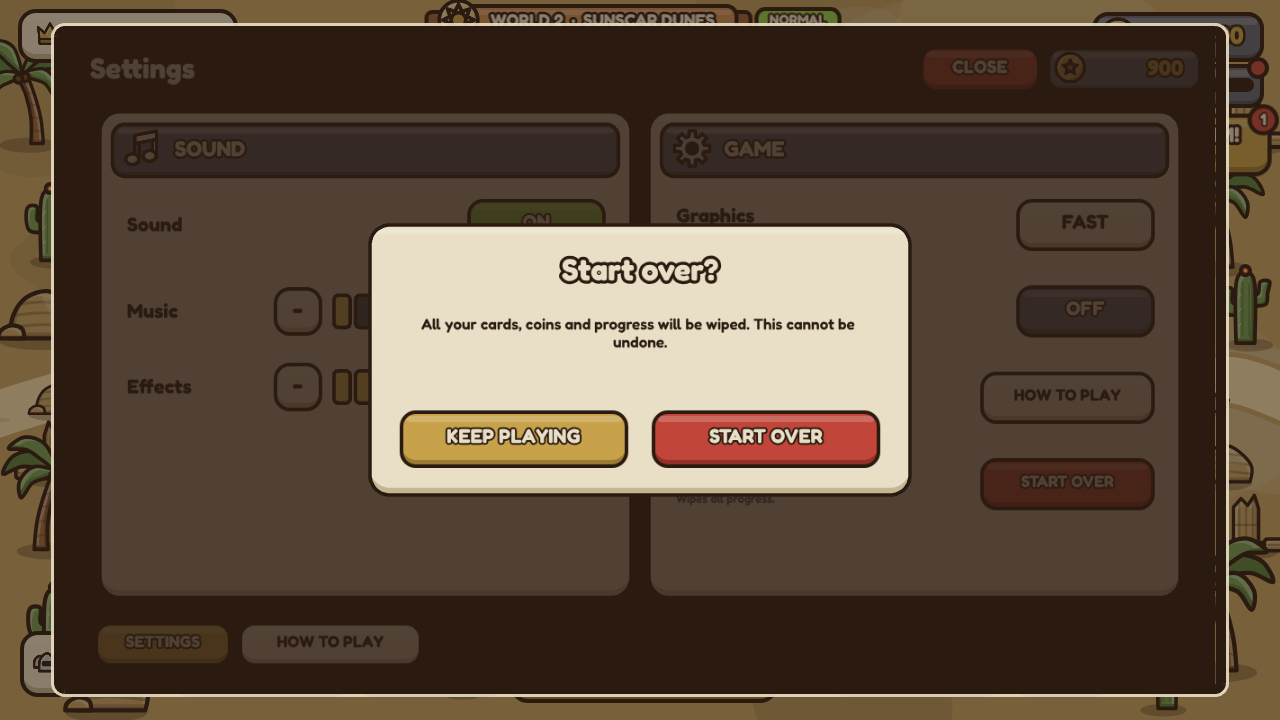 WORLD 2 · SUNSCAR DUNES
NORMAL
Settings
CLOSE
900
SOUND
GAME
1
Sound
ON
Graphics
FAST
Start over?
Music
-
OFF
All your cards, coins and progress will be wiped. This cannot be
undone.
Effects
-
HOW TO PLAY
KEEP PLAYING
START OVER
START OVER
Wipes all progress.
SETTINGS
HOW TO PLAY